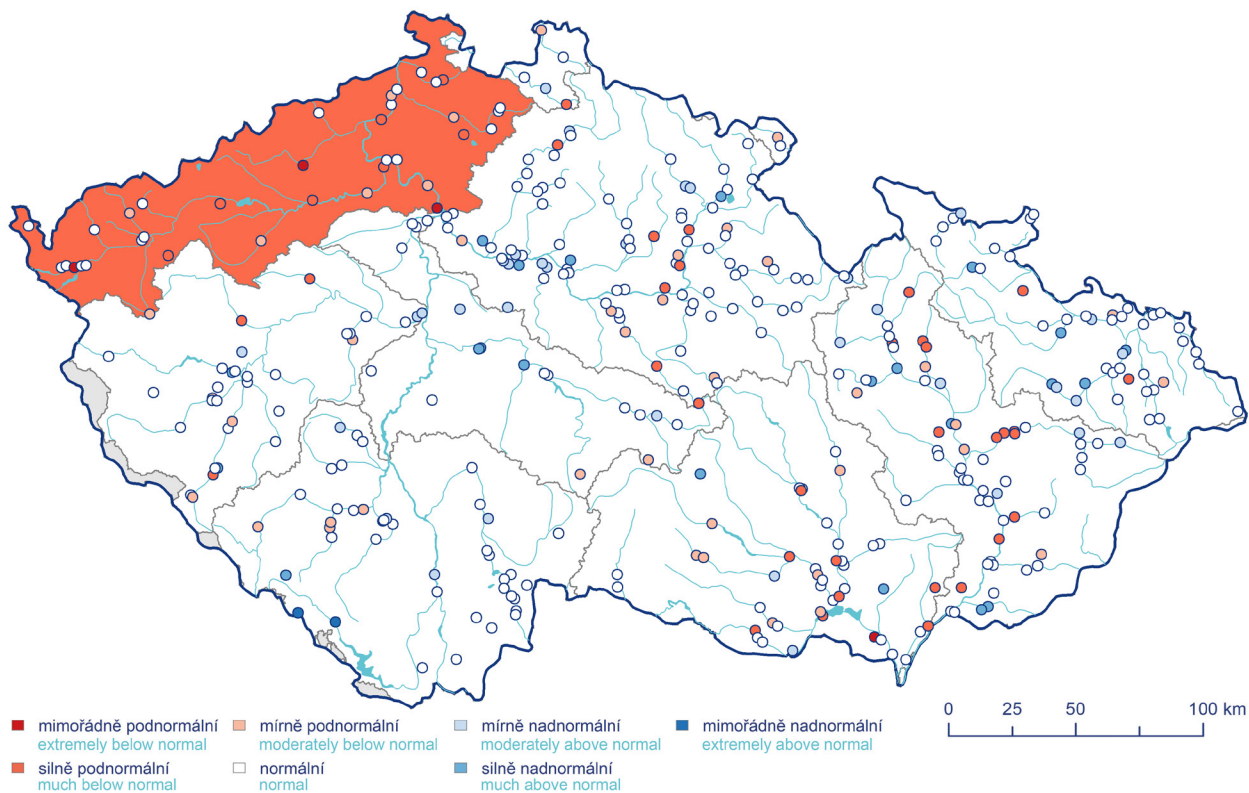 0 25 50 100 km
mimořádně podnormální
extremely below normal
mírně podnormální
moderately below normal
mírně nadnormální
moderately above normal
mimořádně nadnormální
extremely above normal
silně podnormální
much below normal
normální
normal
silně nadnormální
much above normal